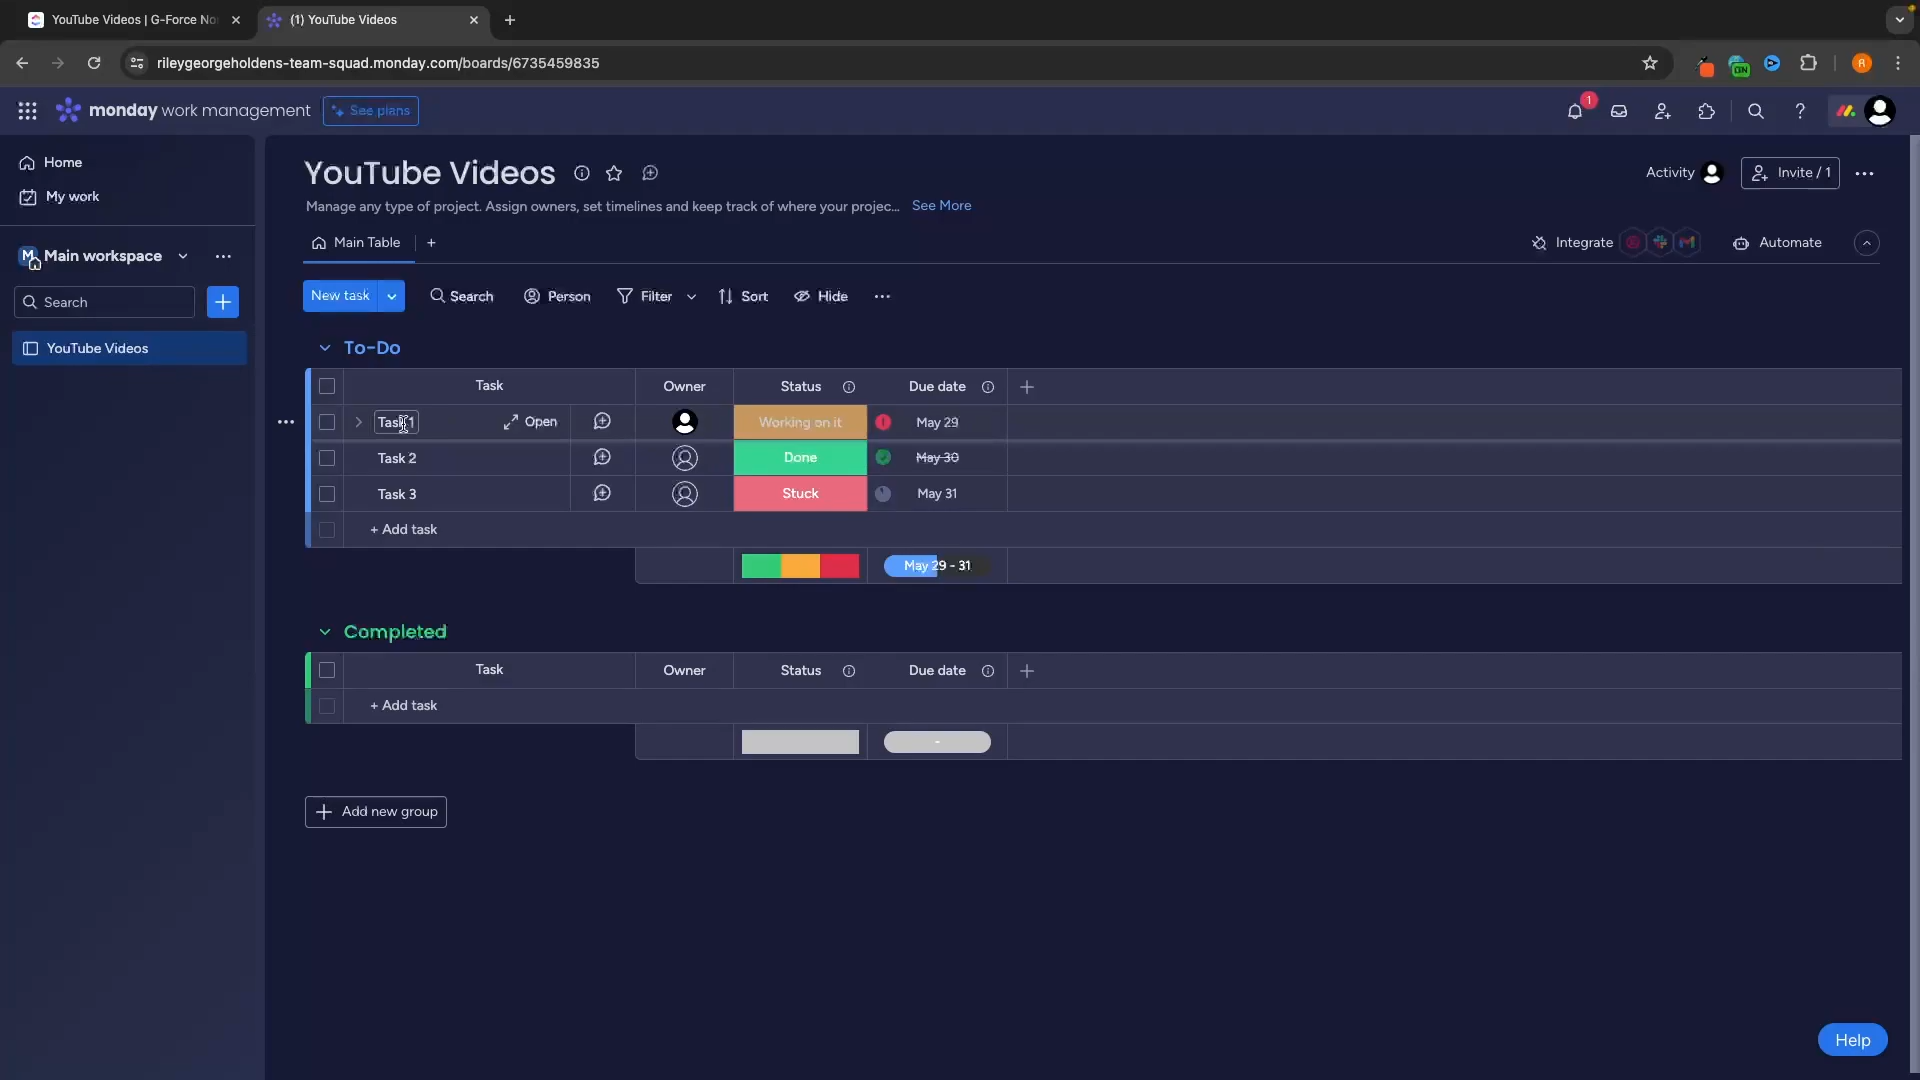 YouTube Videos | G-Force No
(1) YouTube Videos
rileygeorgeholdens-team-squad.monday.com/boards/6735459835
R
ON
monday work management
See plans
1
Home
My work
M
Main workspace
Search
YouTube Videos
YouTube Videos
Activity
Invite / 1
Manage any type of project. Assign owners, set timelines and keep track of where your projec... See More
Main Table
Integrate
Automate
New task
Search
Person
Filter
Sort
Hide
To-Do
Task Owner Status Due date
Task 1 Open Working on it May 29
Task 2 Done May 30
Task 3 Stuck May 31
+ Add task
May 29 - 31
Completed
Task Owner Status Due date
+ Add task
-
Add new group
Help